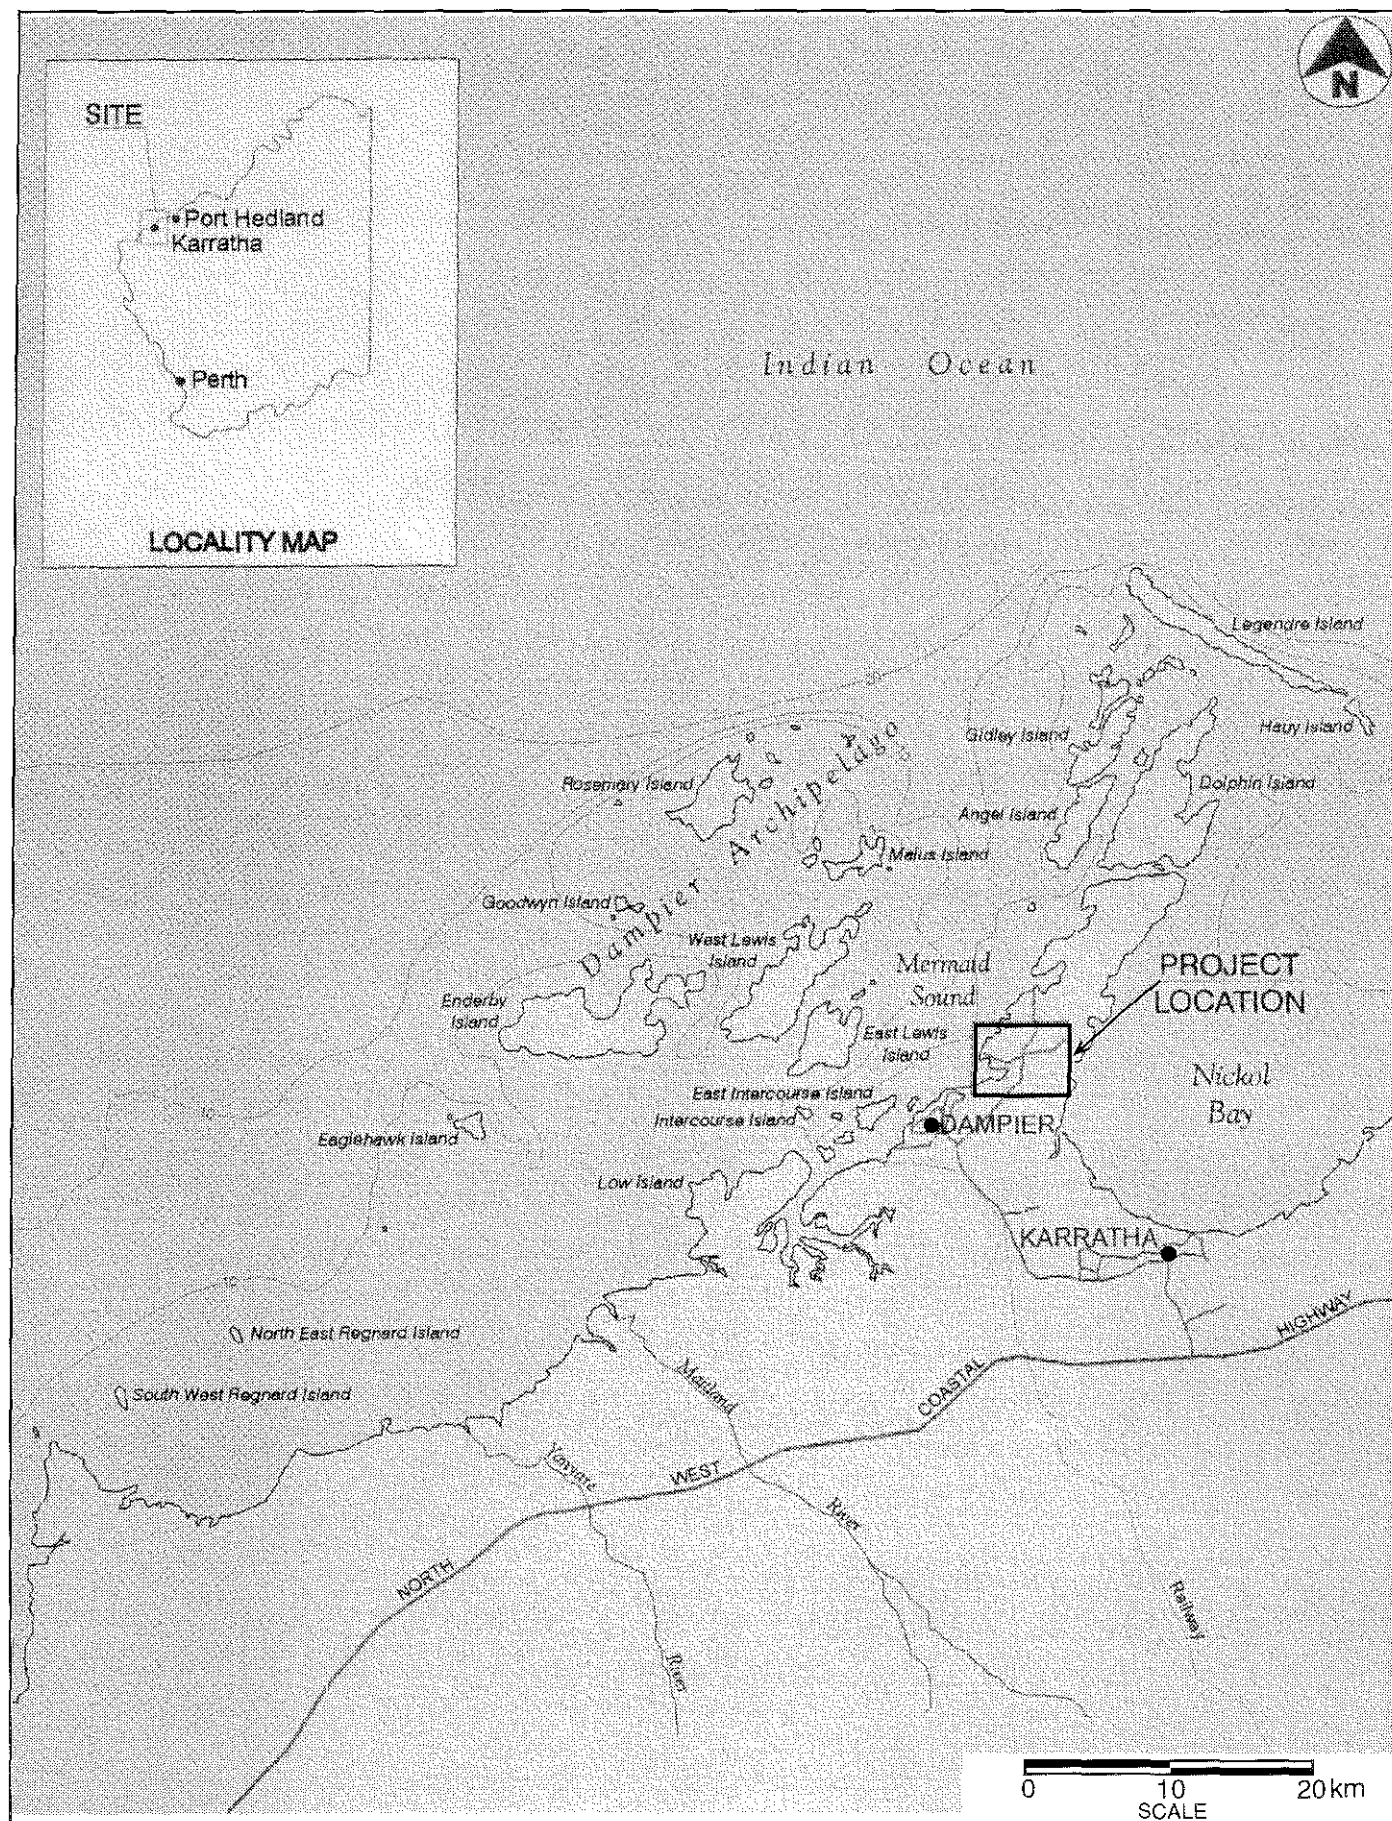 N
SITE
Port Hedland
Karratha
Perth
LOCALITY MAP
Indian Ocean
Legendre Island
Hauy Island
Gidley Island
Rosemary Island
Dolphin Island
Angel Island
Dampier Archipelago
Malus Island
Goodwyn Island
West Lewis
Island
Mermaid
Sound
PROJECT
LOCATION
Enderby
Island
East Lewis
Island
Nickol
Bay
East Intercourse Island
Intercourse Island
DAMPIER
Eaglehawk Island
Low Island
KARRATHA
10
North East Regnard Island
South West Regnard Island
NORTH WEST COASTAL HIGHWAY
Maitland River
River
Railway
0 10 20 km
SCALE